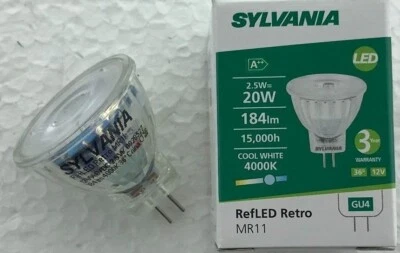 SYLVANIA
SYLVANIA
LED
A++
2.5W=
20W
184lm
15,000h
COOL WHITE
4000K
3
WARRANTY
36° 12V
RefLED Retro
MR11
GU4